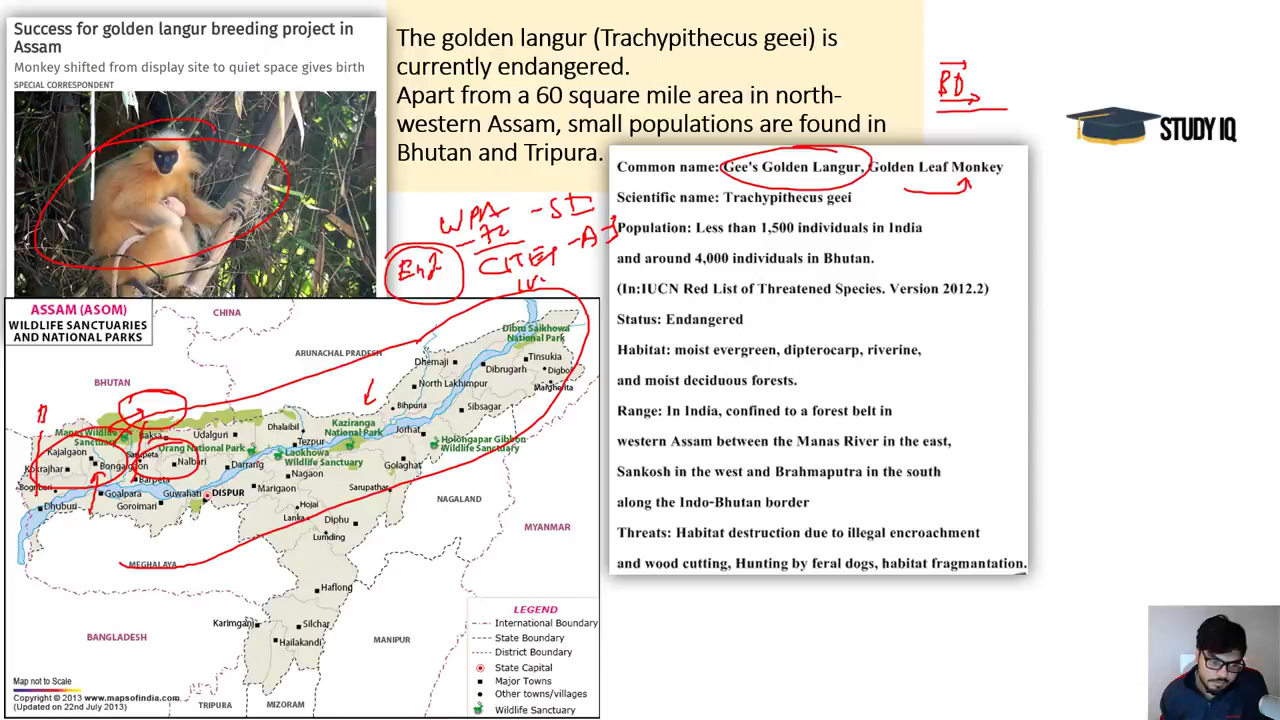 Success for golden langur breeding project in
Assam
Monkey shifted from display site to quiet space gives birth
SPECIAL CORRESPONDENT
The golden langur (Trachypithecus geei) is
currently endangered.
Apart from a 60 square mile area in north-
western Assam, small populations are found in
Bhutan and Tripura.
BD
STUDY IQ
WPA
-72
CITES
End
Common name: Gee's Golden Langur, Golden Leaf Monkey
Scientific name: Trachypithecus geei
Population: Less than 1,500 individuals in India
and around 4,000 individuals in Bhutan.
(In:IUCN Red List of Threatened Species. Version 2012.2)
Status: Endangered
Habitat: moist evergreen, dipterocarp, riverine,
and moist deciduous forests.
Range: In India, confined to a forest belt in
western Assam between the Manas River in the east,
Sankosh in the west and Brahmaputra in the south
along the Indo-Bhutan border
Threats: Habitat destruction due to illegal encroachment
and wood cutting, Hunting by feral dogs, habitat fragmantation.
ASSAM (ASOM)
WILDLIFE SANCTUARIES
AND NATIONAL PARKS
CHINA
ARUNACHAL PRADESH
BHUTAN
Dibru Saikhowa
National Park
Tinsukia
Dhemaji
Dibrugarh
Digboi
North Lakhimpur
Margherita
Bihpuria
Sibsagar
Kaziranga
National Park
Dhalaibil
Udalguri
Baksa
Manas Wildlife
Sanctuary
Tezpur
Jorhat
Hologhapar Gibbon
Wildlife Sanctuary
Orang National Park
Laokhowa
Wildlife Sanctuary
Kajalgaon
Kokrajhar
Bongaigaon
Nalbari
Barpeta
Darrang
Nagaon
Golaghat
Goalpara
Guwahati
DISPUR
Marigaon
Sarupathar
Dhuburi
Goroimari
Hojai
Lanka
Diphu
Lumding
NAGALAND
MYANMAR
MEGHALAYA
Haflong
Karimganj
Silchar
Hailakandi
BANGLADESH
MANIPUR
TRIPURA
MIZORAM
LEGEND
International Boundary
State Boundary
District Boundary
State Capital
Major Towns
Other towns/villages
Wildlife Sanctuary
Map not to Scale
Copyright © 2013 www.mapsofindia.com
(Updated on 22nd July 2013)